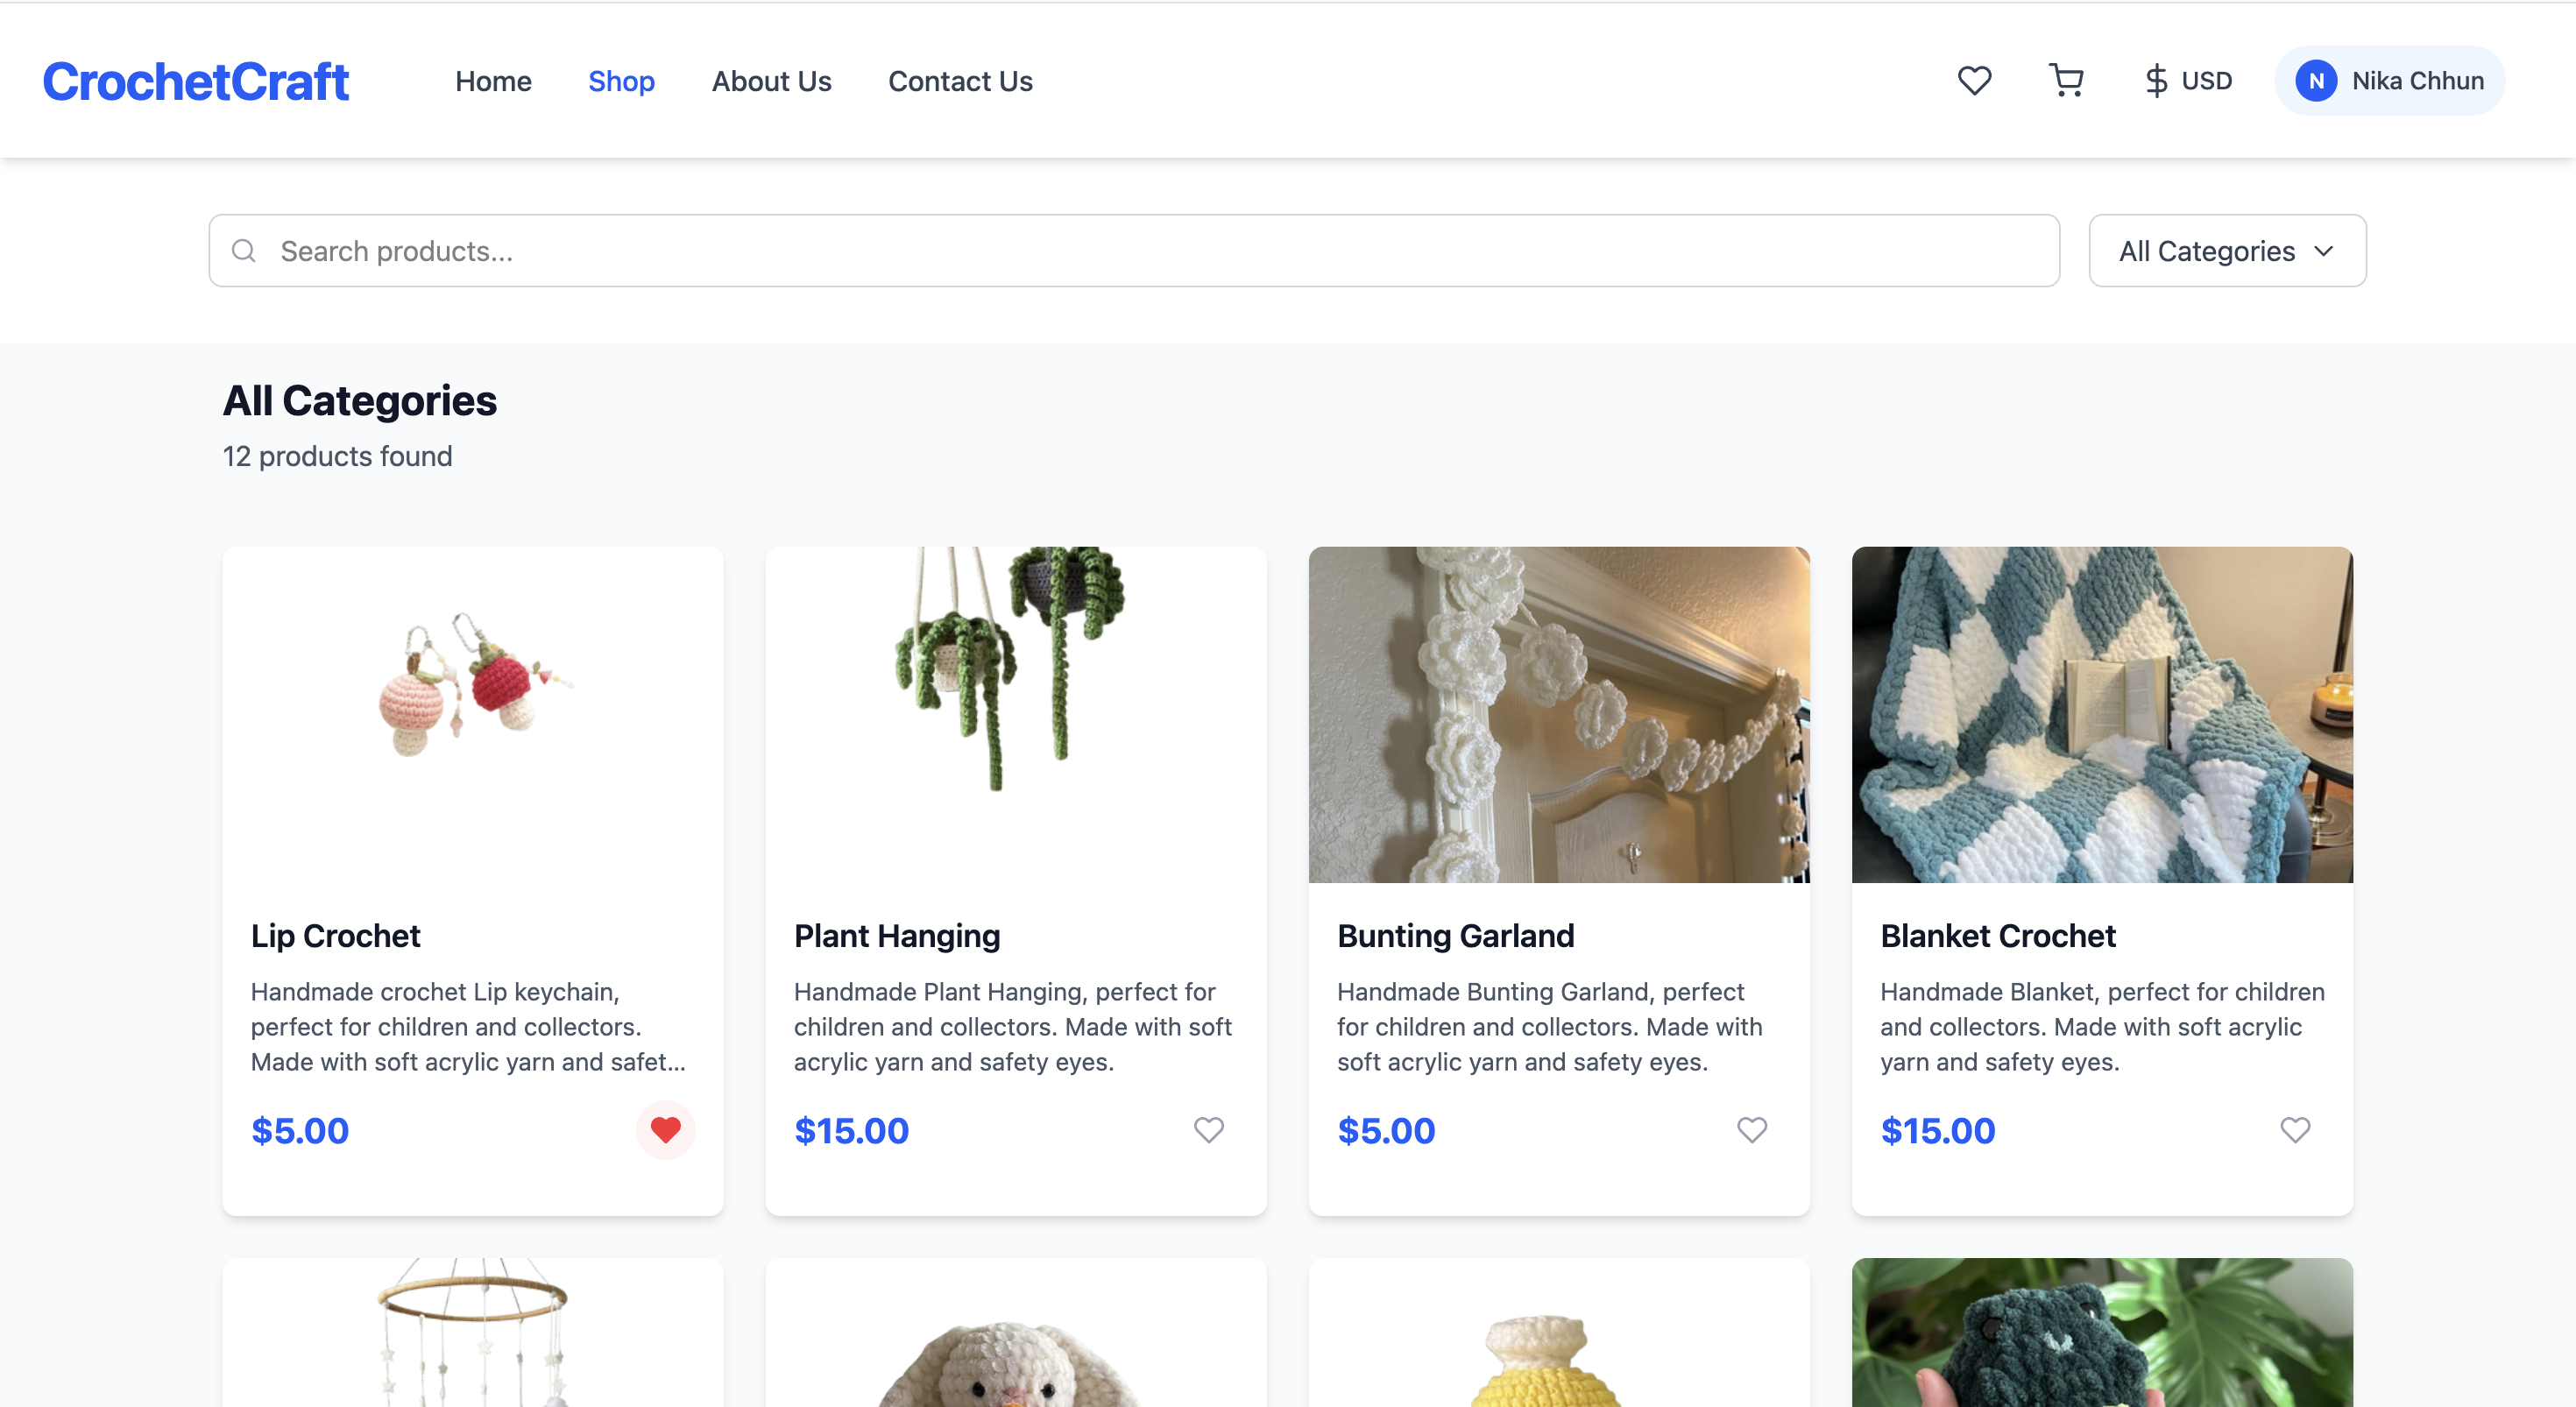 CrochetCraft
Home
Shop
About Us
Contact Us
USD
N
Nika Chhun
Search products...
All Categories
All Categories
12 products found
Lip Crochet
Handmade crochet Lip keychain,
perfect for children and collectors.
Made with soft acrylic yarn and safet...
$5.00
Plant Hanging
Handmade Plant Hanging, perfect for
children and collectors. Made with soft
acrylic yarn and safety eyes.
$15.00
Bunting Garland
Handmade Bunting Garland, perfect
for children and collectors. Made with
soft acrylic yarn and safety eyes.
$5.00
Blanket Crochet
Handmade Blanket, perfect for children
and collectors. Made with soft acrylic
yarn and safety eyes.
$15.00